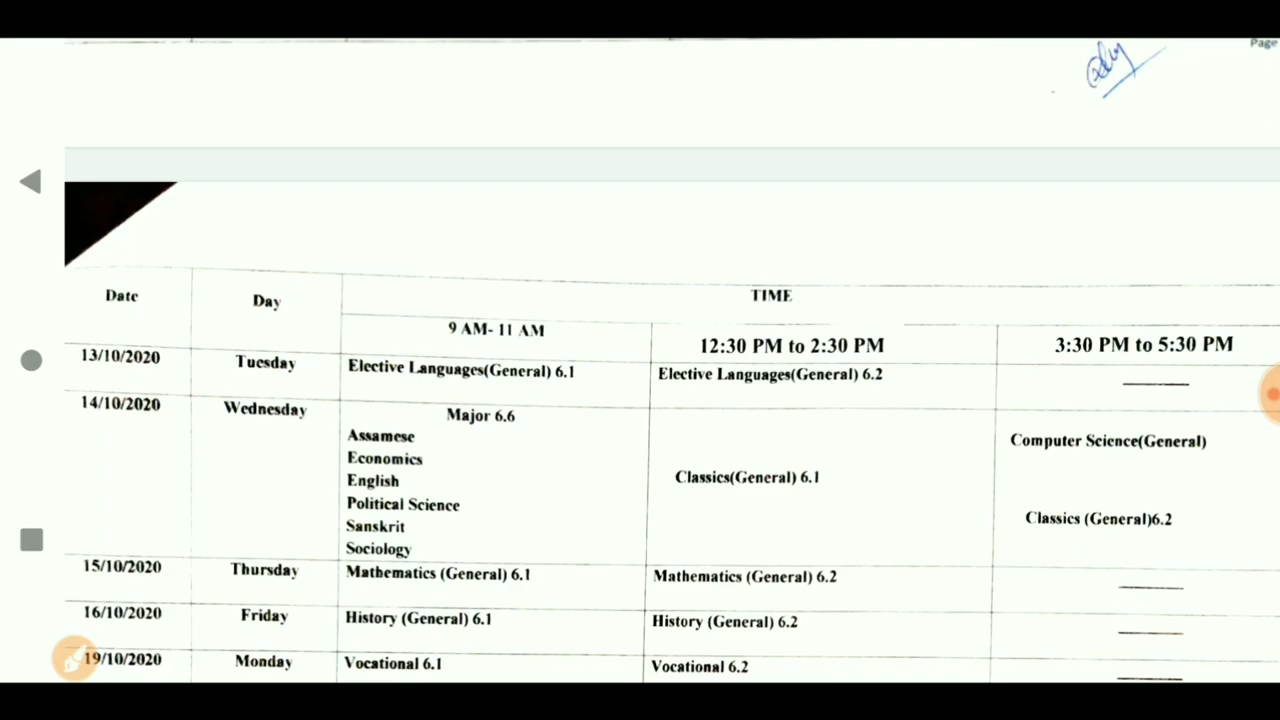 Page
Date Day TIME
9 AM- 11 AM 12:30 PM to 2:30 PM 3:30 PM to 5:30 PM
13/10/2020 Tuesday Elective Languages(General) 6.1 Elective Languages(General) 6.2
14/10/2020 Wednesday Major 6.6
Assamese
Economics
English
Political Science
Sanskrit
Sociology
Classics(General) 6.1
Computer Science(General)
Classics (General)6.2
15/10/2020 Thursday Mathematics (General) 6.1 Mathematics (General) 6.2
16/10/2020 Friday History (General) 6.1 History (General) 6.2
19/10/2020 Monday Vocational 6.1 Vocational 6.2